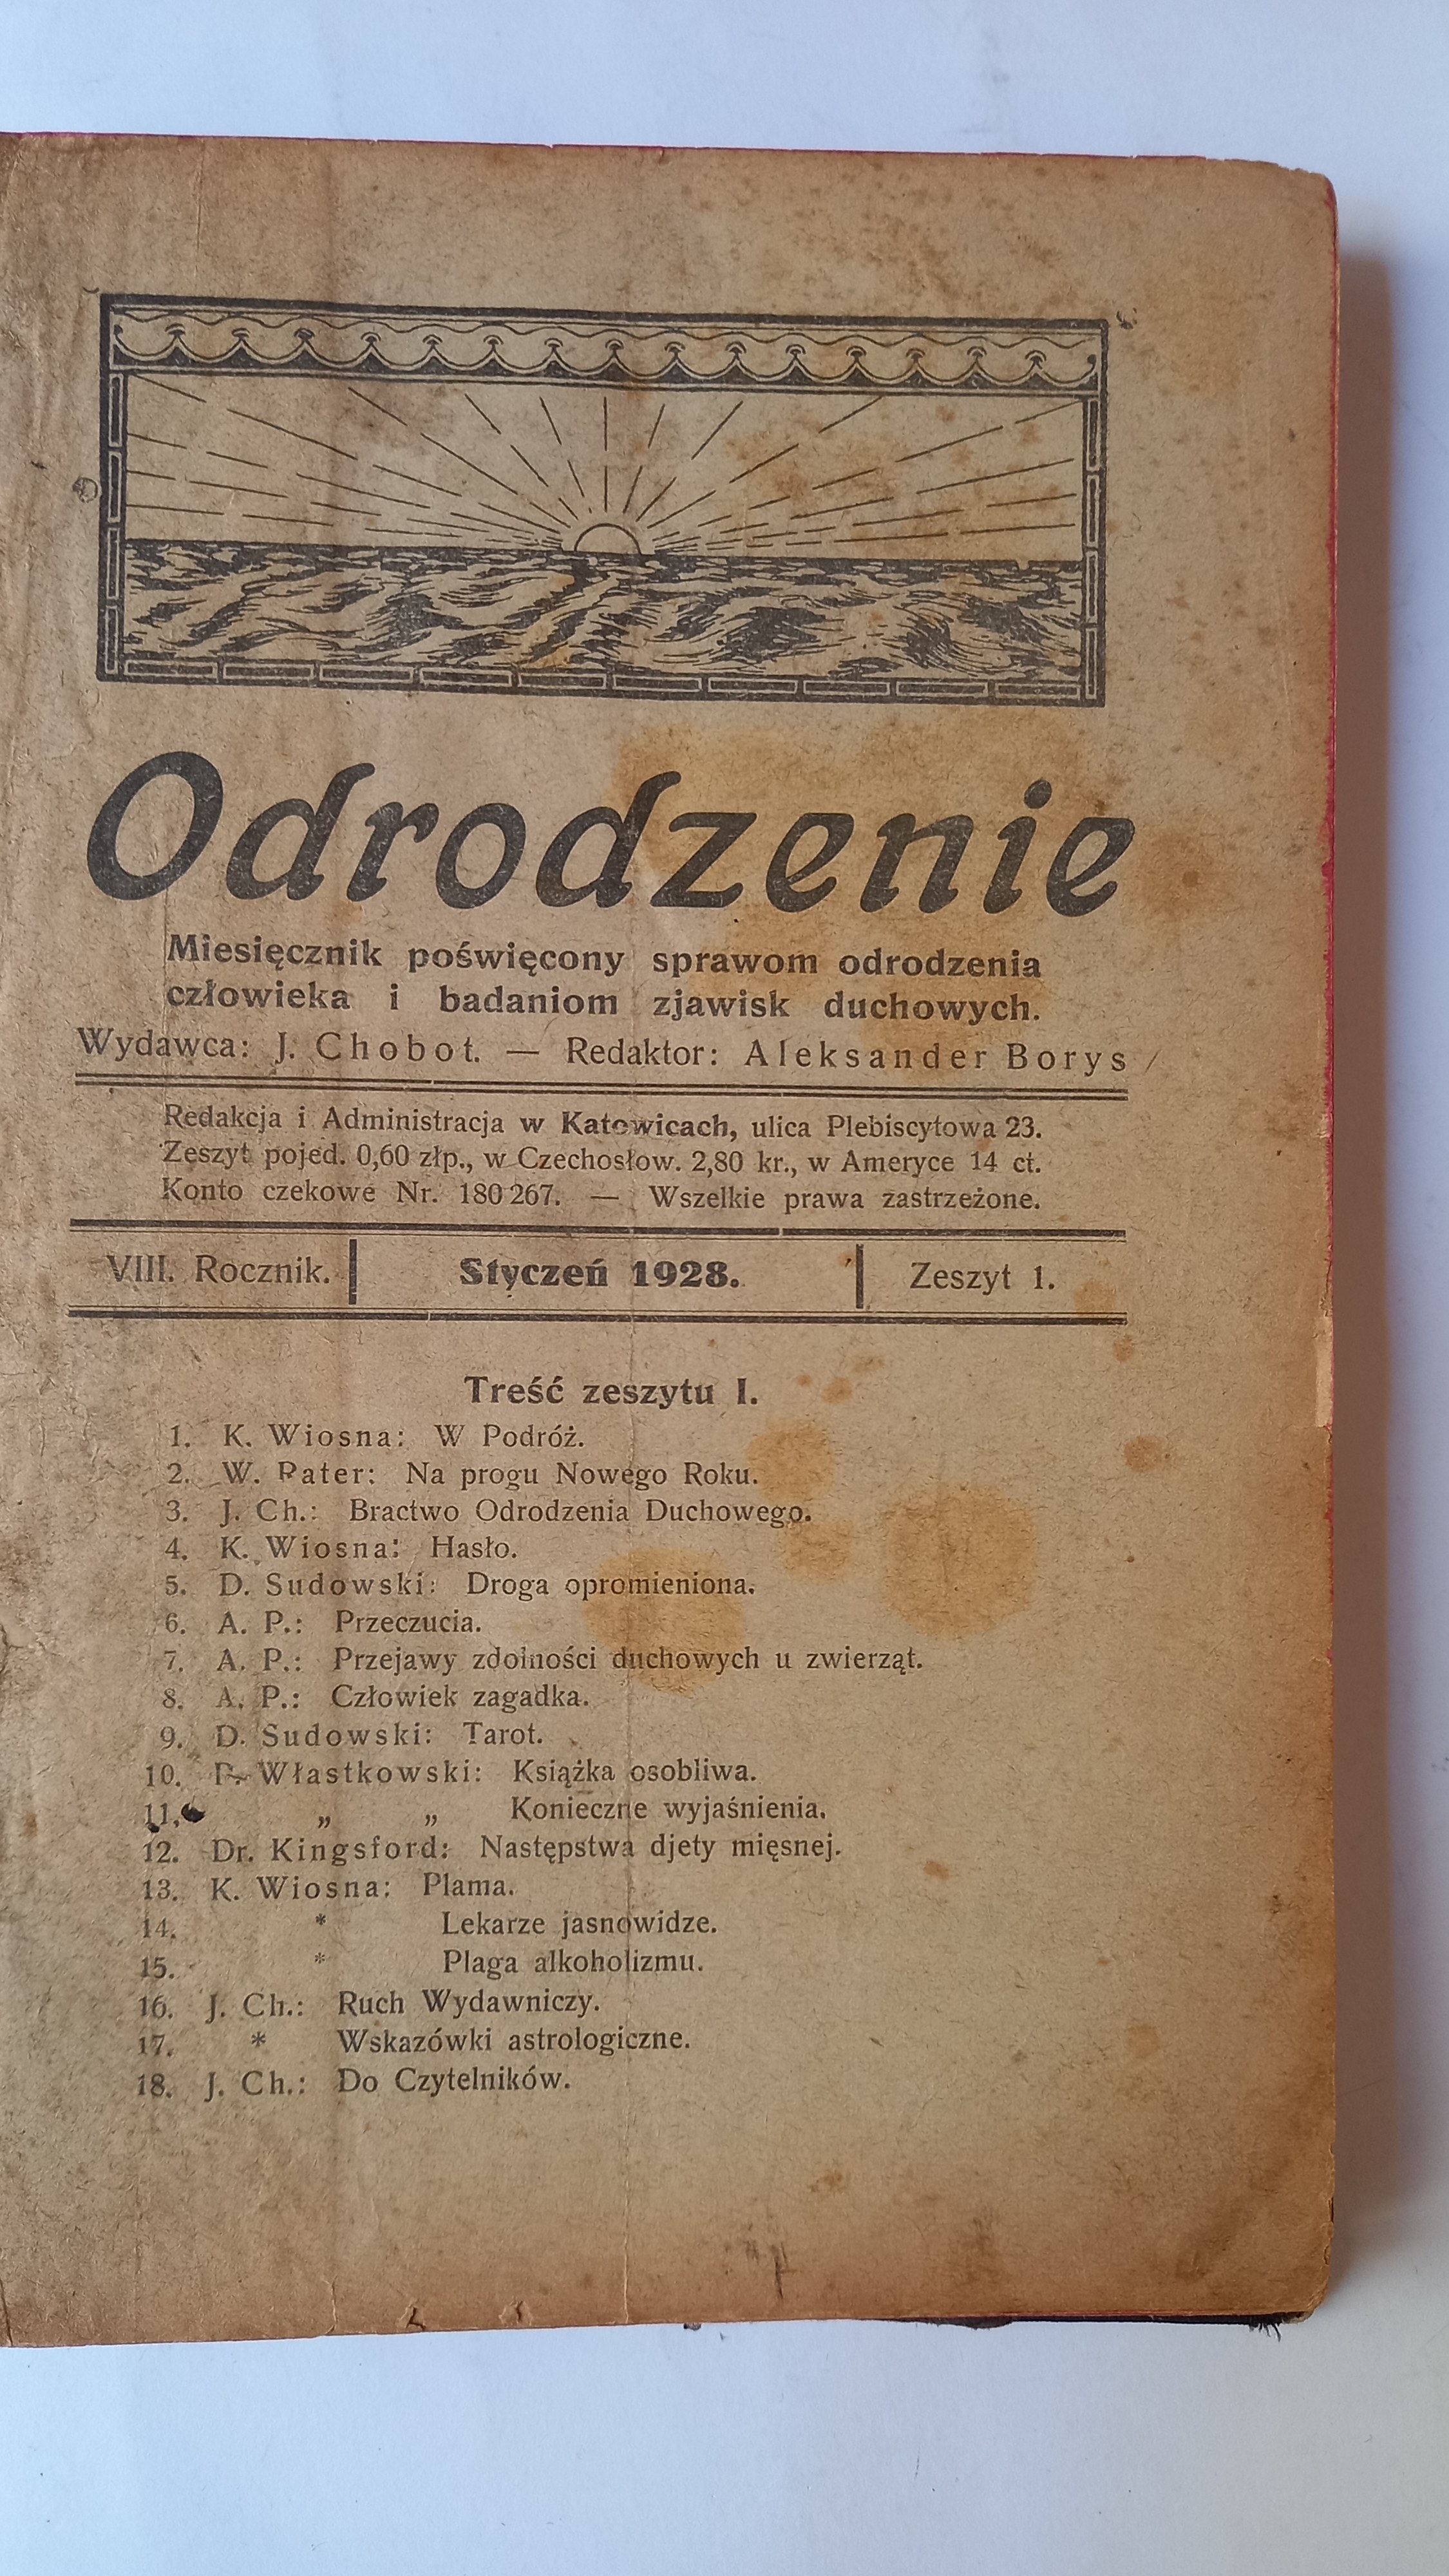 Odrodzenie
Miesięcznik poświęcony sprawom odrodzenia
człowieka i badaniom zjawisk duchowych.
Wydawca: J. Chobot. — Redaktor: Aleksander Borys
Redakcja i Administracja w Katowicach, ulica Plebiscytowa 23.
Zeszyt pojed. 0,60 złp., w Czechosłow. 2,80 kr., w Ameryce 14 ct.
Konto czekowe Nr. 180 267. — Wszelkie prawa zastrzeżone.
VIII. Rocznik. Styczeń 1928. Zeszyt 1.
Treść zeszytu I.
1. K. Wiosna: W Podróż.
2. W. Pater: Na progu Nowego Roku.
3. J. Ch.: Bractwo Odrodzenia Duchowego.
4. K. Wiosna: Hasło.
5. D. Sudowski: Droga opromieniona.
6. A. P.: Przeczucia.
7. A. P.: Przejawy zdolności duchowych u zwierząt.
8. A. P.: Człowiek zagadka.
9. D. Sudowski: Tarot.
10. Włastkowski: Książka osobliwa.
11. „ „ Konieczne wyjaśnienia.
12. Dr. Kingsford: Następstwa djety mięsnej.
13. K. Wiosna: Plama.
14. * Lekarze jasnowidze.
15. * Plaga alkoholizmu.
16. J. Ch.: Ruch Wydawniczy.
17. * Wskazówki astrologiczne.
18. J. Ch.: Do Czytelników.